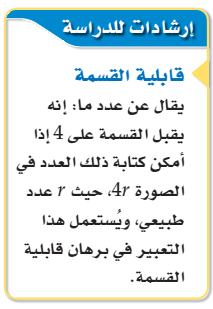 إرشادات للدراسة
قابلية القسمة
يقال عن عدد ما: إنه
يقبل القسمة على 4 إذا
أمكن كتابة ذلك العدد في
الصورة 4r، حيث r عدد
طبيعي، ويُستعمل هذا
التعبير في برهان قابلية
القسمة.